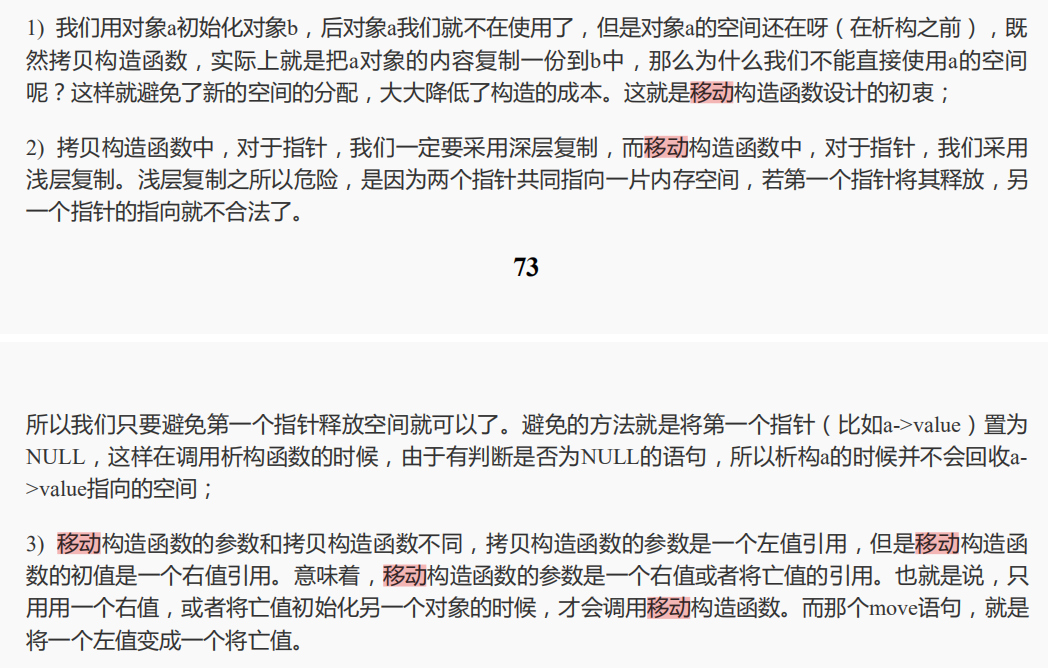 1)  我们用对象a初始化对象b，后对象a我们就不在使用了，但是对象a的空间还在呀（在析构之前），既
然拷贝构造函数，实际上就是把a对象的内容复制一份到b中，那么为什么我们不能直接使用a的空间
呢？这样就避免了新的空间的分配，大大降低了构造的成本。这就是移动构造函数设计的初衷；
2)  拷贝构造函数中，对于指针，我们一定要采用深层复制，而移动构造函数中，对于指针，我们采用
浅层复制。浅层复制之所以危险，是因为两个指针共同指向一片内存空间，若第一个指针将其释放，另
一个指针的指向就不合法了。
73
所以我们只要避免第一个指针释放空间就可以了。避免的方法就是将第一个指针（比如a->value）置为
NULL，这样在调用析构函数的时候，由于有判断是否为NULL的语句，所以析构a的时候并不会回收a-
>value指向的空间；
3)  移动构造函数的参数和拷贝构造函数不同，拷贝构造函数的参数是一个左值引用，但是移动构造函
数的初值是一个右值引用。意味着，移动构造函数的参数是一个右值或者将亡值的引用。也就是说，只
用用一个右值，或者将亡值初始化另一个对象的时候，才会调用移动构造函数。而那个move语句，就是
将一个左值变成一个将亡值。